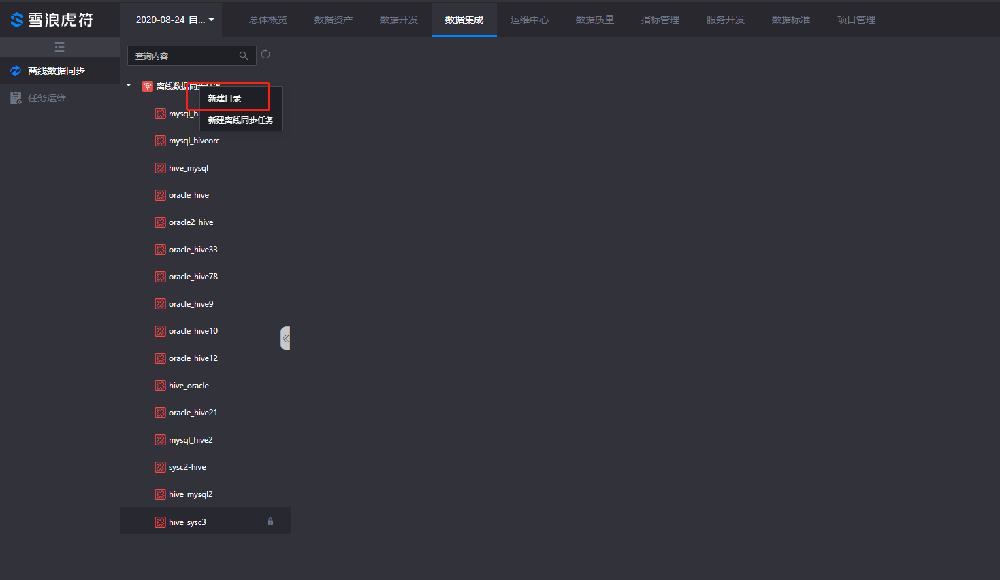 雪浪虎符
2020-08-24_自...
总体概览
数据资产
数据开发
数据集成
运维中心
数据质量
指标管理
服务开发
数据标准
项目管理
离线数据同步
任务运维
查询内容
离线数据同步任务
新建目录
新建离线同步任务
mysql_hi
mysql_hiveorc
hive_mysql
oracle_hive
oracle2_hive
oracle_hive33
oracle_hive78
oracle_hive9
oracle_hive10
oracle_hive12
hive_oracle
oracle_hive21
mysql_hive2
sysc2-hive
hive_mysql2
hive_sysc3